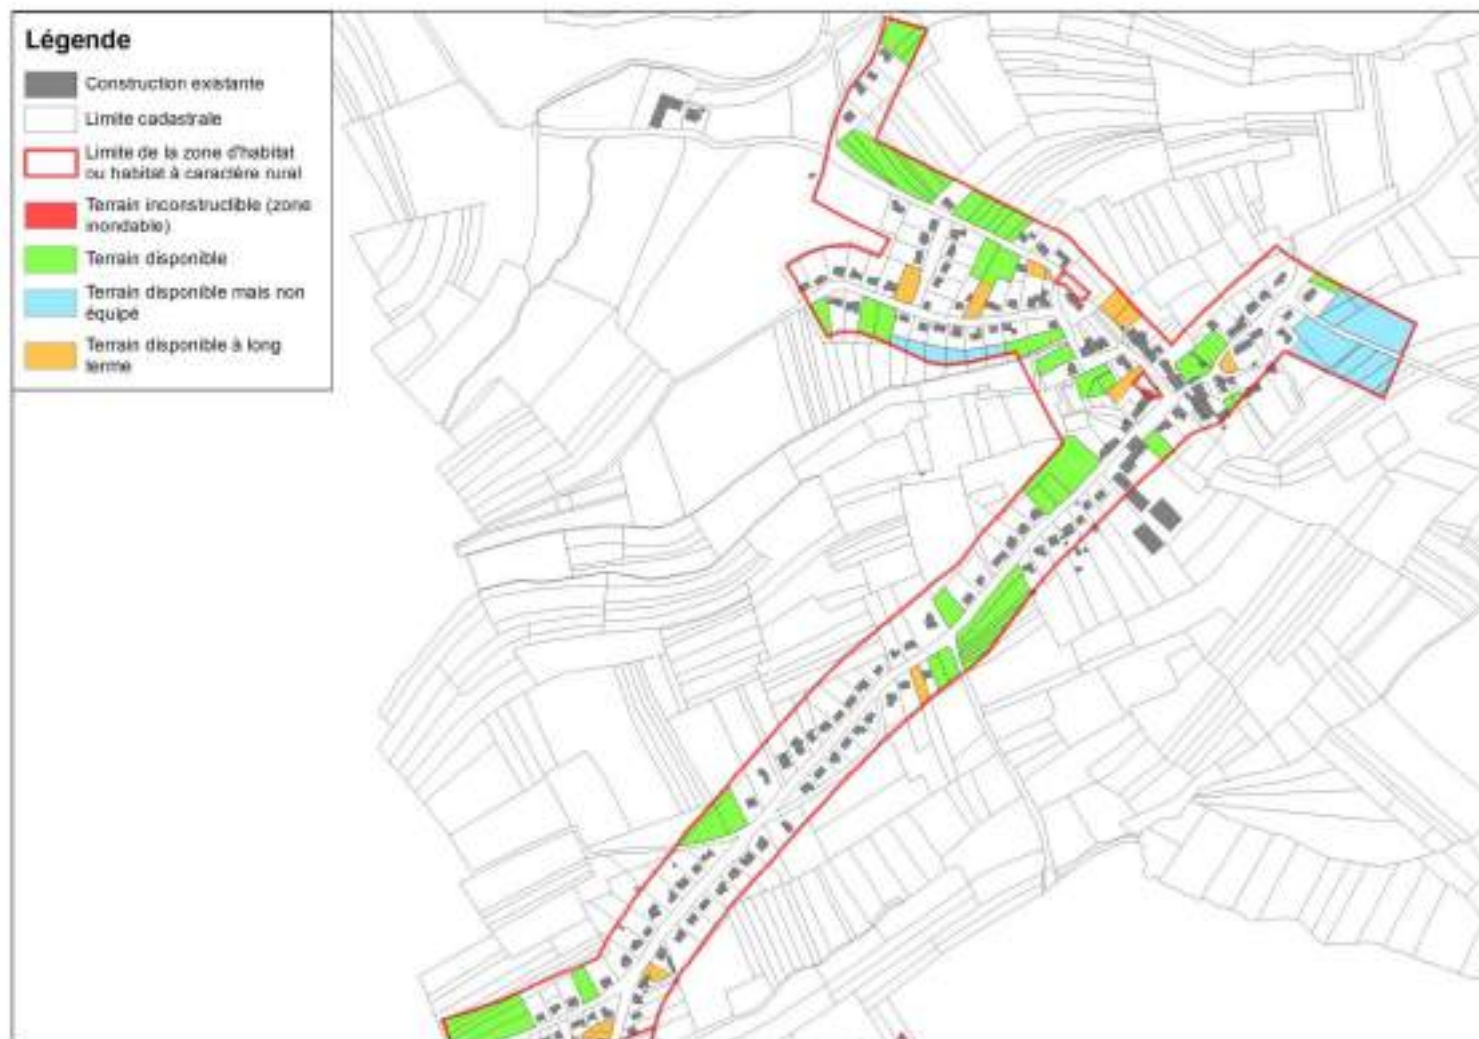 Légende
Construction existante
Limite cadastrale
Limite de la zone d'habitat
ou habitat à caractère rural
Terrain inconstructible (zone
inondable)
Terrain disponible
Terrain disponible mais non
équipé
Terrain disponible à long
terme